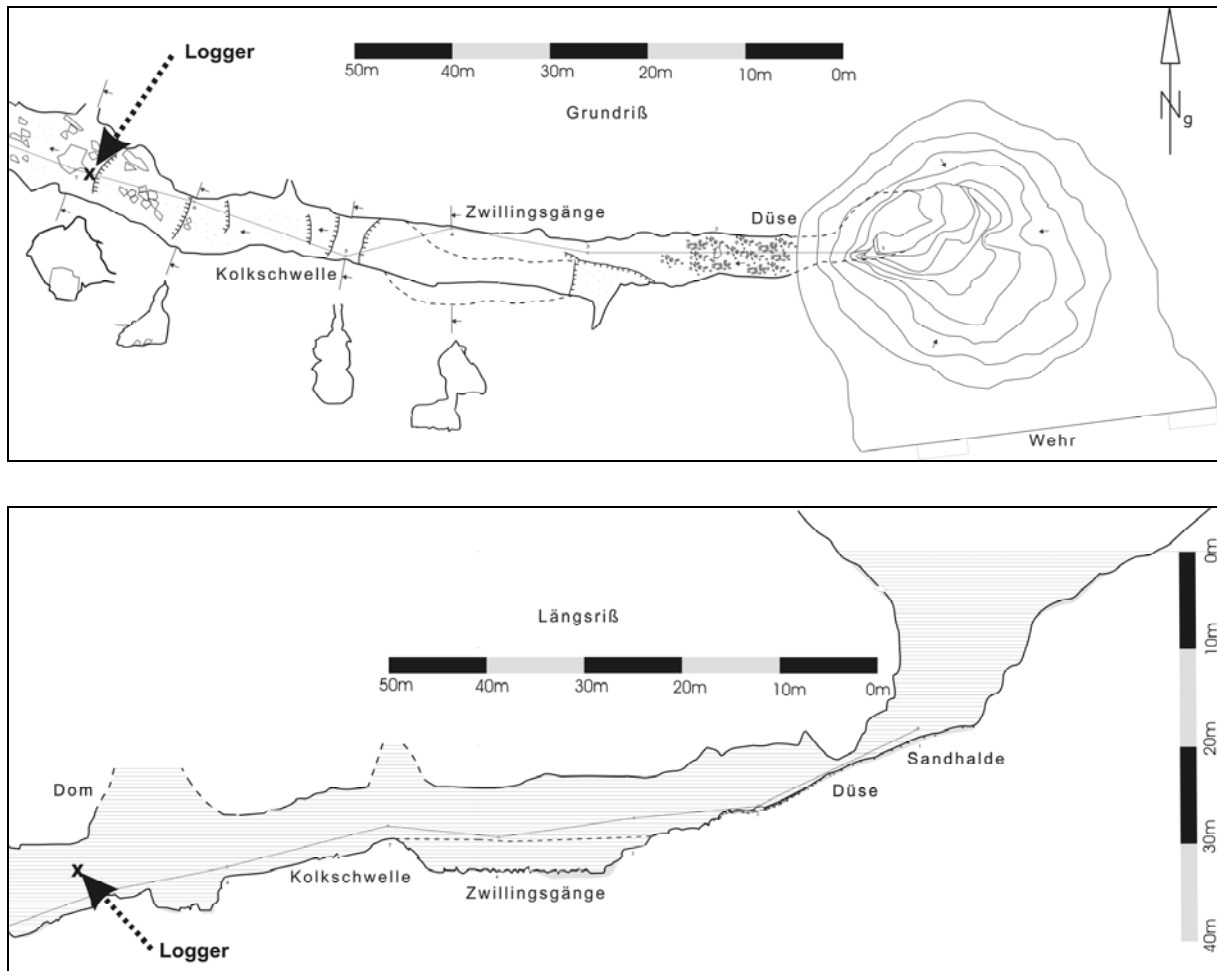 Logger
50m 40m 30m 20m 10m 0m
Grundriß
N g
Zwillingsgänge
Düse
Kolkschwelle
Wehr
0m
Längsriß
10m
50m 40m 30m 20m 10m 0m
20m
Sandhalde
Dom
Düse
30m
Kolkschwelle
Zwillingsgänge
x
40m
Logger